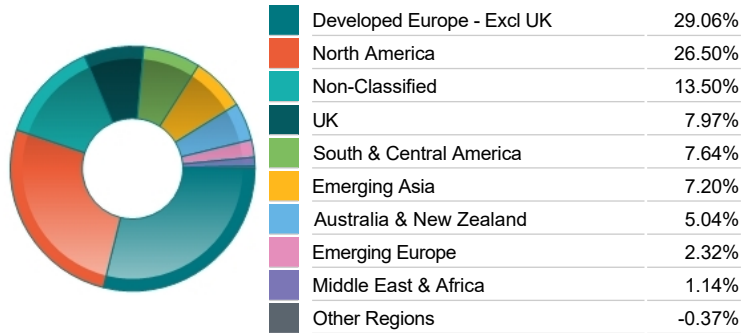 Developed Europe - Excl UK 29.06%
North America 26.50%
Non-Classified 13.50%
UK 7.97%
South & Central America 7.64%
Emerging Asia 7.20%
Australia & New Zealand 5.04%
Emerging Europe 2.32%
Middle East & Africa 1.14%
Other Regions -0.37%